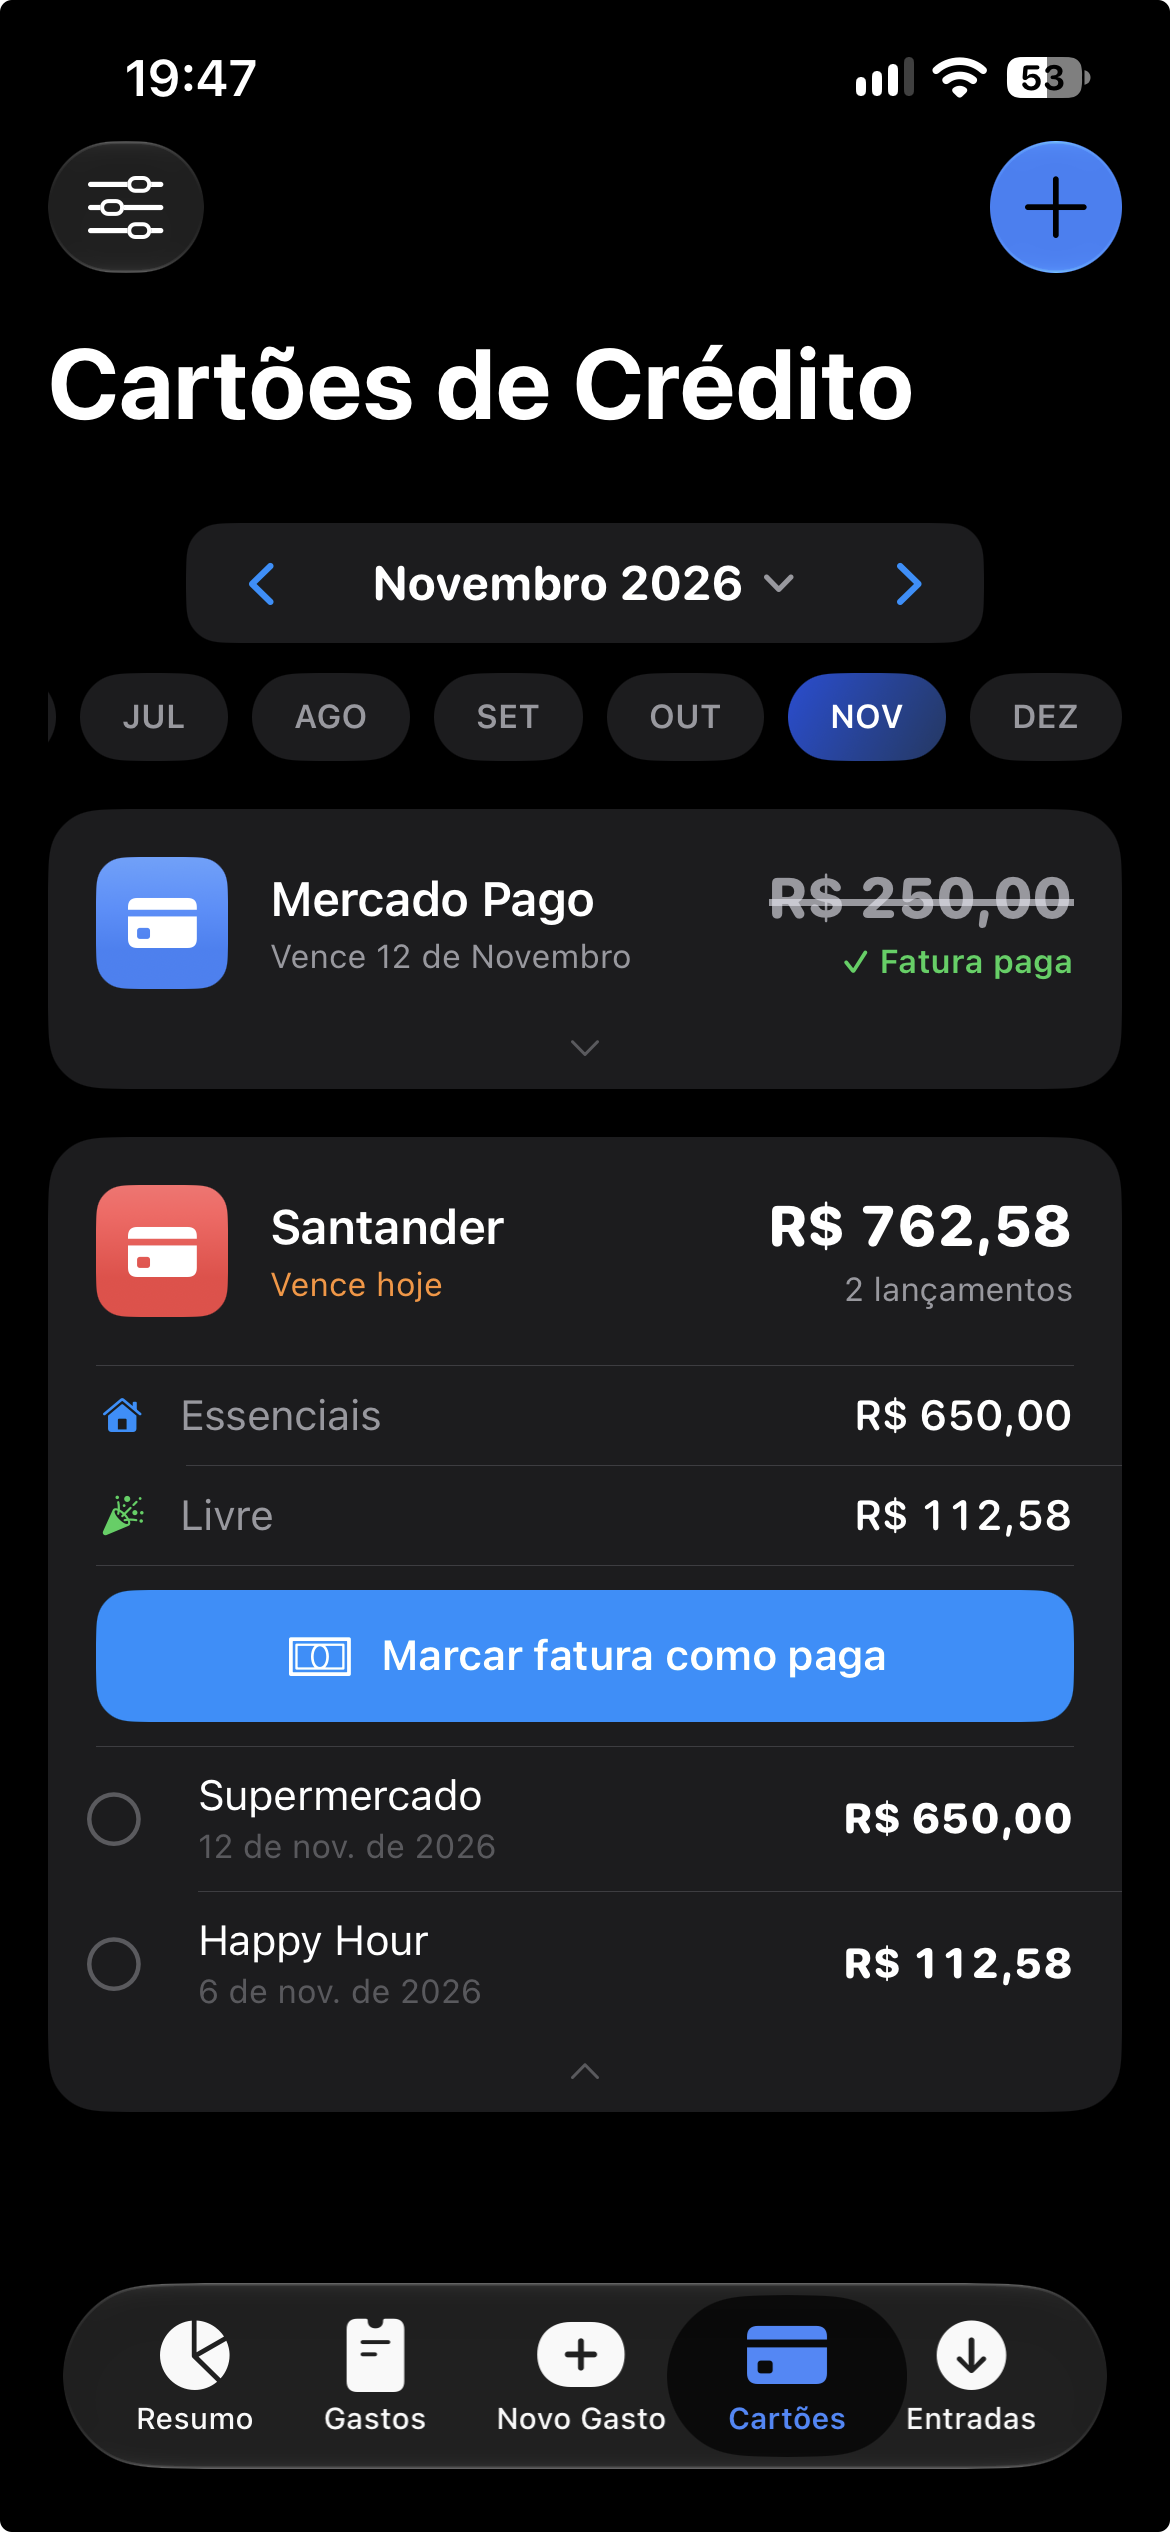 19:47
53
Cartões de Crédito
Novembro 2026
JUL AGO SET OUT NOV DEZ
Mercado Pago R$ 250,00
Vence 12 de Novembro ✓ Fatura paga
Santander R$ 762,58
Vence hoje 2 lançamentos
Essenciais R$ 650,00
Livre R$ 112,58
Marcar fatura como paga
Supermercado
12 de nov. de 2026
R$ 650,00
Happy Hour
6 de nov. de 2026
R$ 112,58
Resumo Gastos Novo Gasto Cartões Entradas